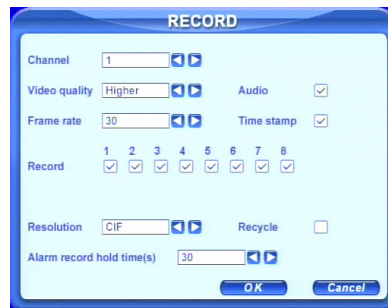 RECORD
Channel 1
Video quality Higher Audio
Frame rate 30 Time stamp
1 2 3 4 5 6 7 8
Record
Resolution CIF Recycle
Alarm record hold time(s) 30
OK Cancel